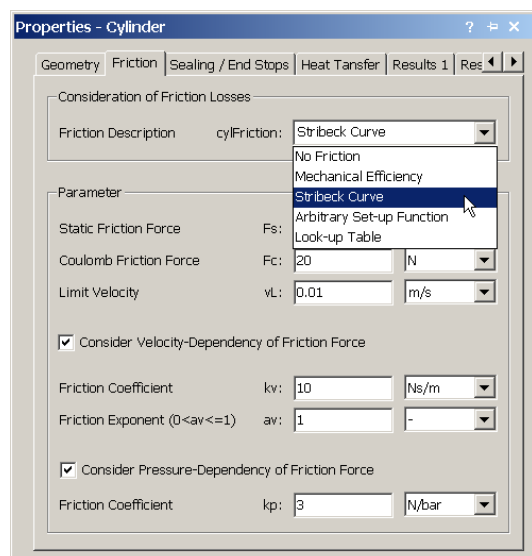 Properties - Cylinder
Geometry Friction Sealing / End Stops Heat Transfer Results 1 Res
Consideration of Friction Losses
Friction Description cylFriction: Stribeck Curve
No Friction
Mechanical Efficiency
Stribeck Curve
Arbitrary Set-up Function
Look-up Table
Parameter
Static Friction Force Fs:
Coulomb Friction Force Fc: 20 N
Limit Velocity vL: 0.01 m/s
Consider Velocity-Dependency of Friction Force
Friction Coefficient kv: 10 Ns/m
Friction Exponent (0<av<=1) av: 1 -
Consider Pressure-Dependency of Friction Force
Friction Coefficient kp: 3 N/bar